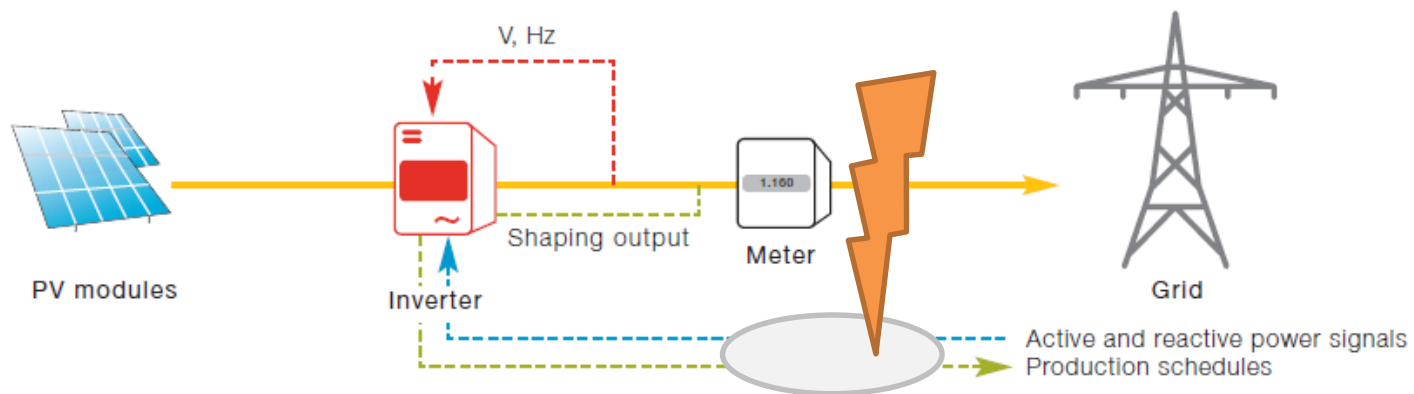 V, Hz
1.160
Shaping output
Meter
PV modules
Inverter
Grid
Active and reactive power signals
Production schedules